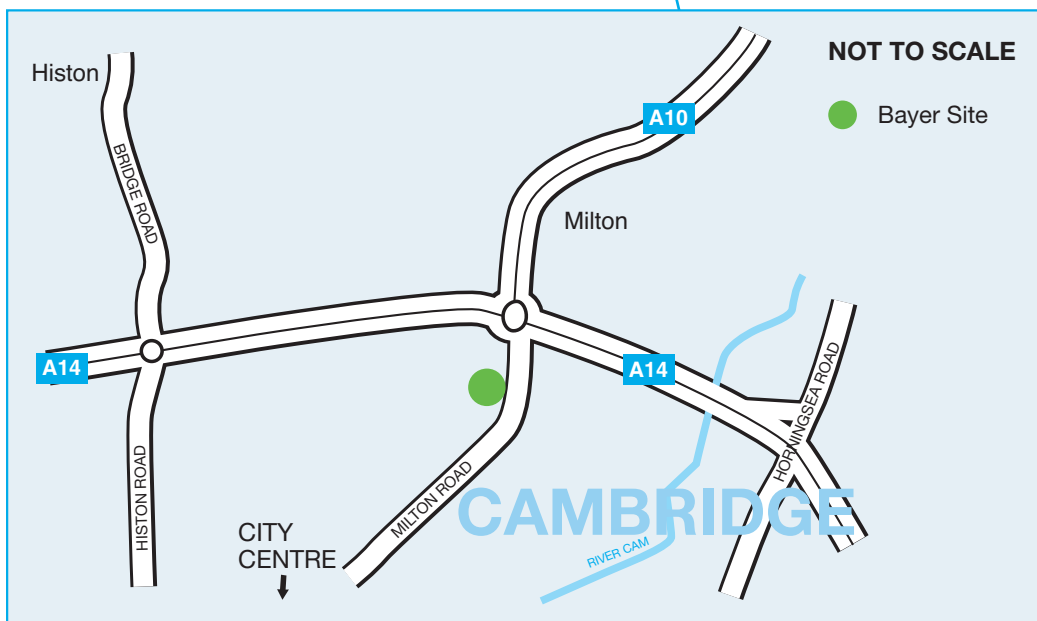 NOT TO SCALE
Histon
A10
Bayer Site
BRIDGE ROAD
Milton
A14
A14
HORNINGSEA ROAD
HISTON ROAD
MILTON ROAD
CAMBRIDGE
CITY
CENTRE
RIVER CAM